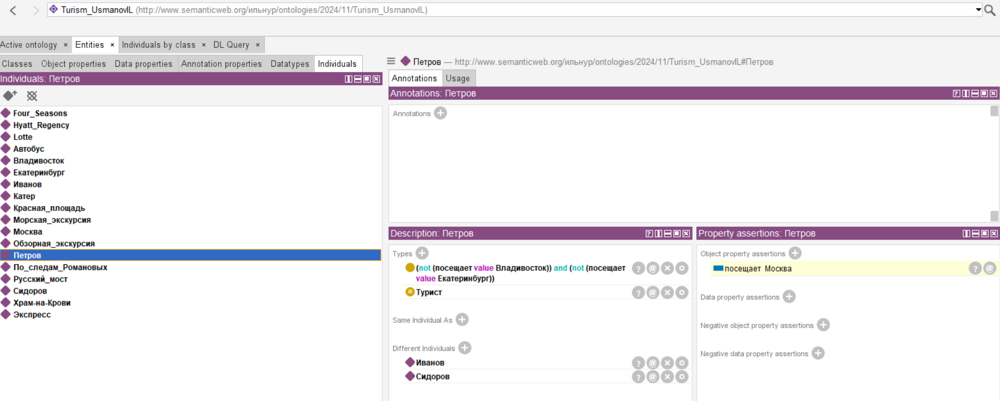 Turism_UsmanovIL (http://www.semanticweb.org/ильнур/ontologies/2024/11/Turism_UsmanovIL)
Active ontology × Entities × Individuals by class × DL Query ×
Classes Object properties Data properties Annotation properties Datatypes Individuals
Individuals: Петров
Four_Seasons
Hyatt_Regency
Lotte
Автобус
Владивосток
Екатеринбург
Иванов
Катер
Красная_площадь
Морская_экскурсия
Москва
Обзорная_экскурсия
Петров
По_следам_Романовых
Русский_мост
Сидоров
Храм-на-Крови
Экспресс
Петров — http://www.semanticweb.org/ильнур/ontologies/2024/11/Turism_UsmanovIL#Петров
Annotations Usage
Annotations: Петров
Annotations
Description: Петров
Types
(not (посещает value Владивосток)) and (not (посещает
value Екатеринбург))
Турист
Same Individual As
Different Individuals
Иванов
Сидоров
Property assertions: Петров
Object property assertions
посещает Москва
Data property assertions
Negative object property assertions
Negative data property assertions